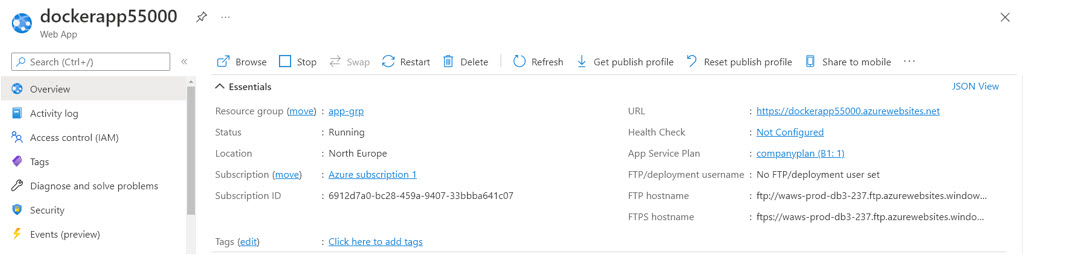 dockerapp55000
Web App
Search (Ctrl+/)
Overview
Activity log
Access control (IAM)
Tags
Diagnose and solve problems
Security
Events (preview)
Browse Stop Swap Restart Delete Refresh Get publish profile Reset publish profile Share to mobile
Essentials JSON View
Resource group (move) : app-grp
Status : Running
Location : North Europe
Subscription (move) : Azure subscription 1
Subscription ID : 6912d7a0-bc28-459a-9407-33bbba641c07
URL : https://dockerapp55000.azurewebsites.net
Health Check : Not Configured
App Service Plan : companyplan (B1: 1)
FTP/deployment username : No FTP/deployment user set
FTP hostname : ftp://waws-prod-db3-237.ftp.azurewebsites.window...
FTPS hostname : ftps://waws-prod-db3-237.ftp.azurewebsites.windo...
Tags (edit) : Click here to add tags